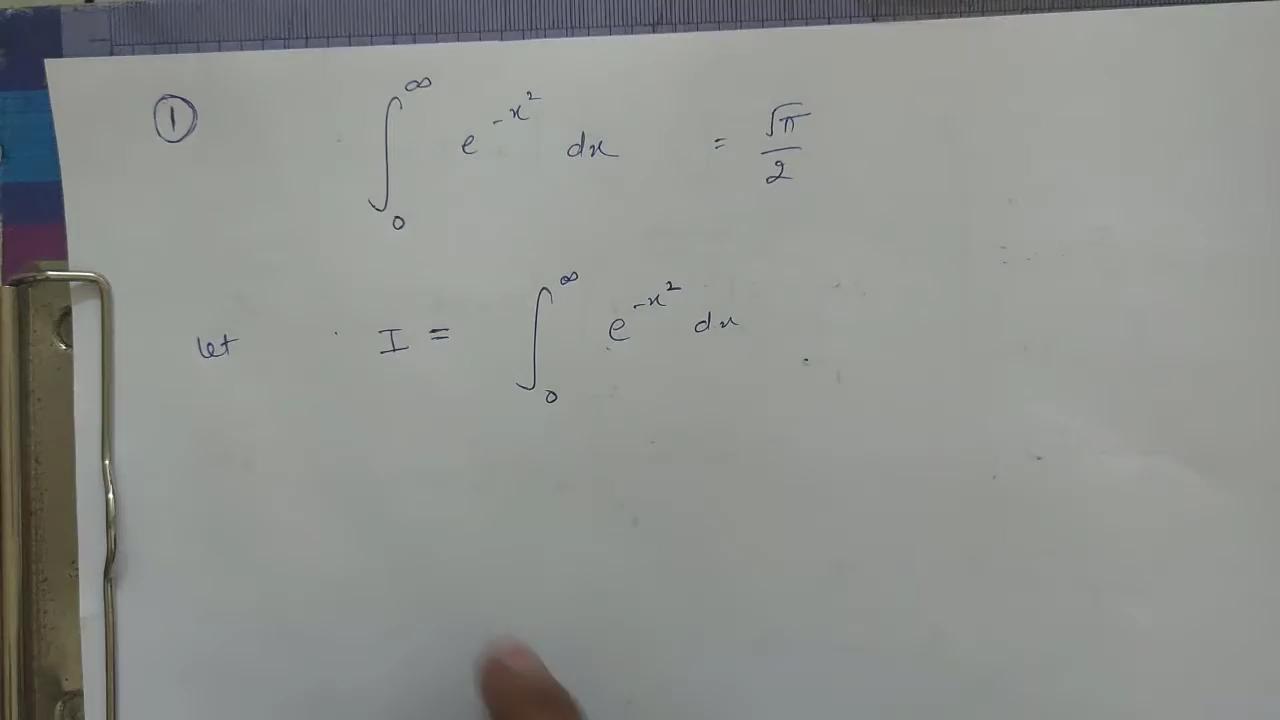 ① ∫₀^∞ e^{-x²} dx = √π/2
let I = ∫₀^∞ e^{-x²} dx